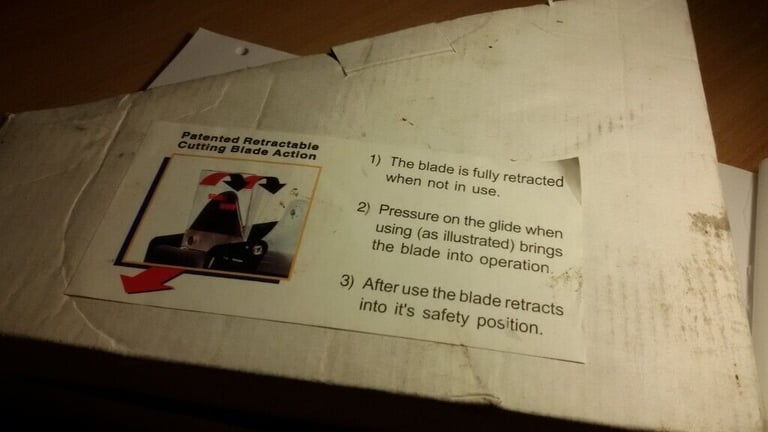 Patented Retractable
Cutting Blade Action
1) The blade is fully retracted
when not in use.
2) Pressure on the glide when
using (as illustrated) brings
the blade into operation.
3) After use the blade retracts
into it's safety position.